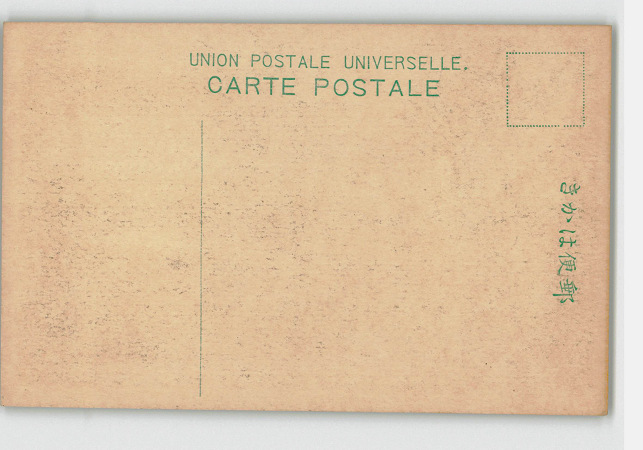 UNION POSTALE UNIVERSELLE.
CARTE POSTALE
きかは便郵